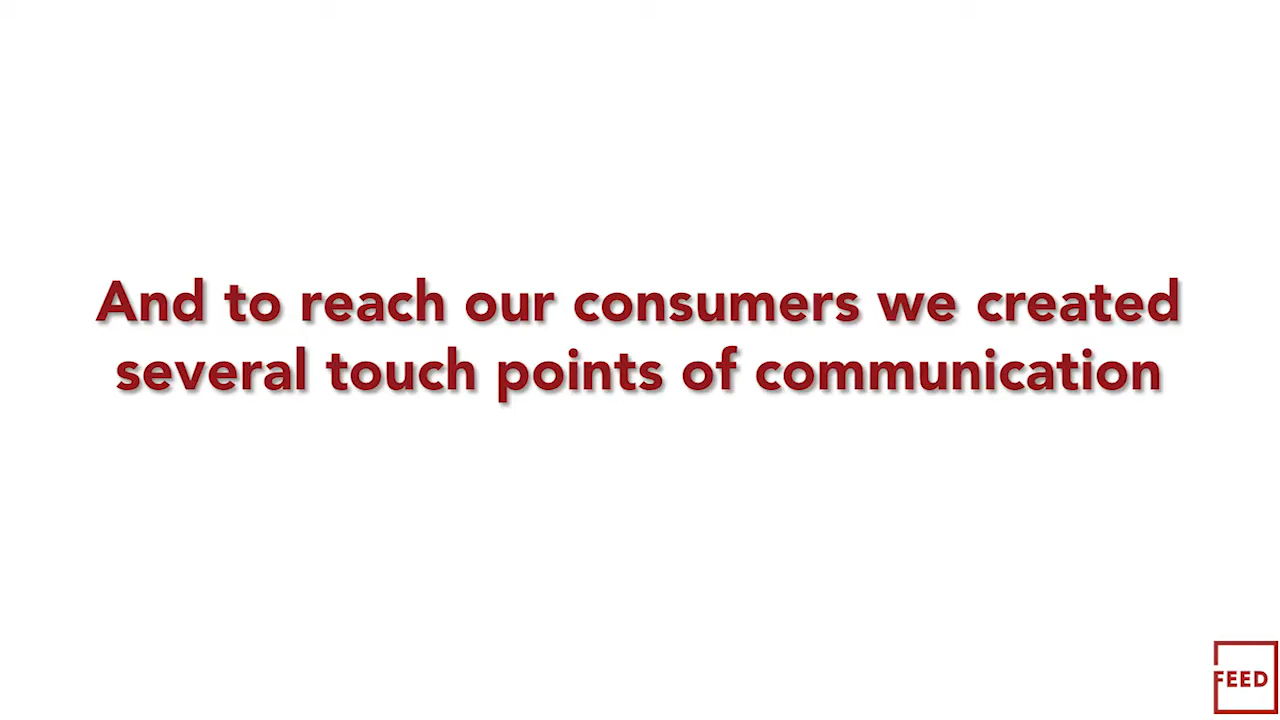 And to reach our consumers we created
several touch points of communication
FEED